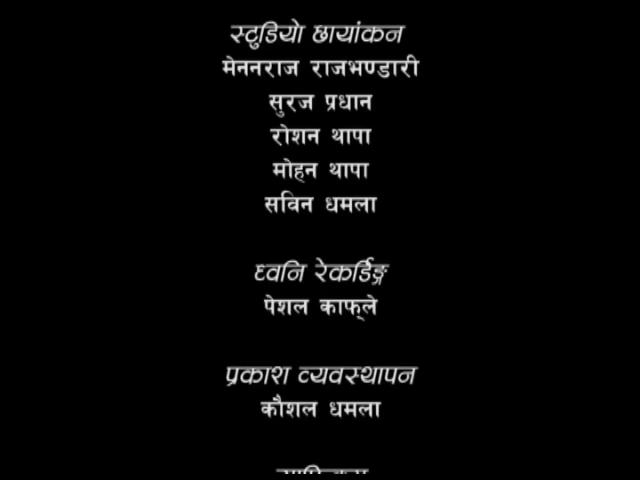 स्टुडियो छायांकन
मेननराज राजभण्डारी
सुरज प्रधान
रोशन थापा
मोहन थापा
सविन धमला
ध्वनि रेकर्डिङ्ग
पेशल काफ्ले
प्रकाश व्यवस्थापन
कौशल धमला